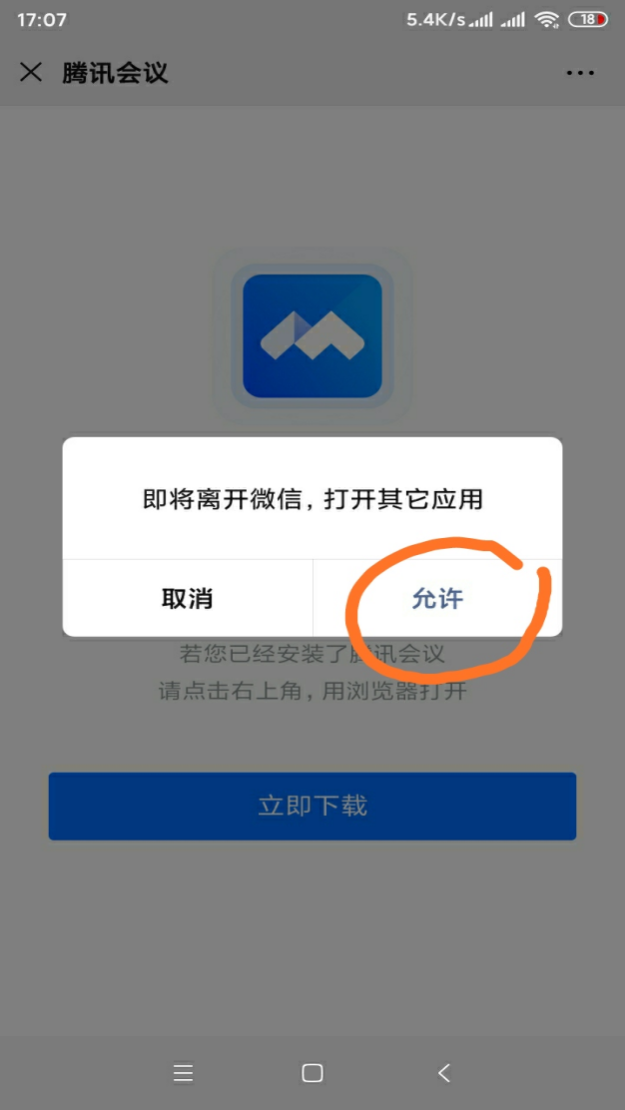 17:07
5.4K/s
18
腾讯会议
即将离开微信，打开其它应用
取消
允许
若您已经安装了腾讯会议
请点击右上角，用浏览器打开
立即下载